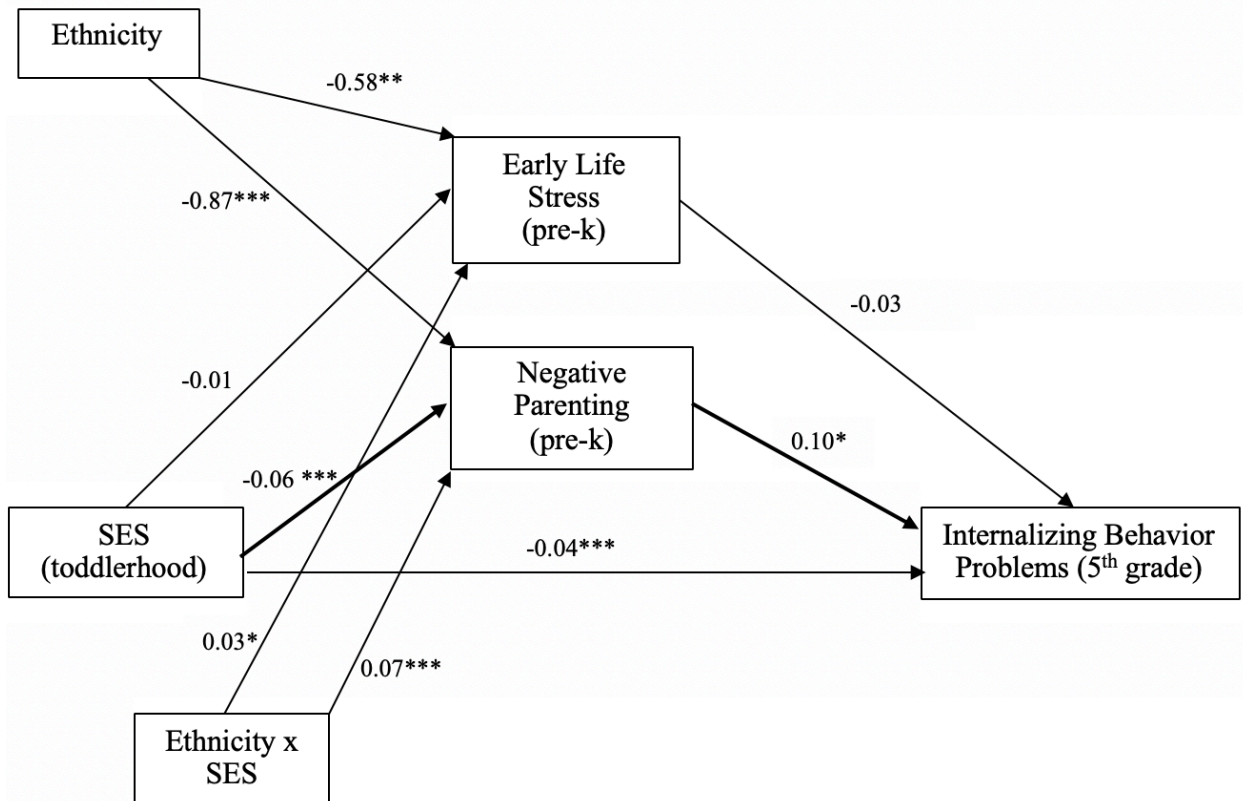 Ethnicity
-0.58**
Early Life
Stress
(pre-k)
-0.87***
-0.03
-0.01
Negative
Parenting
(pre-k)
0.10*
-0.06 ***
SES
(toddlerhood)
-0.04***
Internalizing Behavior
Problems (5th grade)
0.03*
0.07***
Ethnicity x
SES